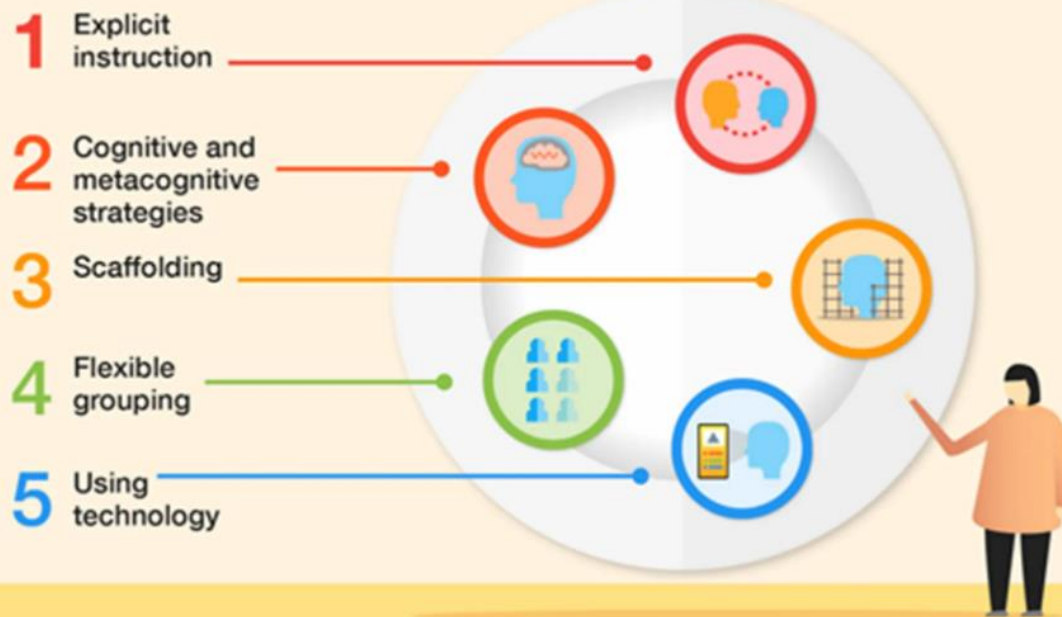 1 Explicit
instruction
2 Cognitive and
metacognitive
strategies
3 Scaffolding
4 Flexible
grouping
5 Using
technology